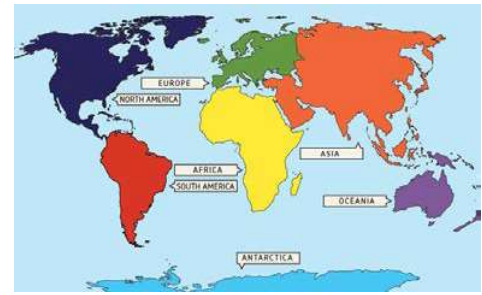 EUROPE
NORTH AMERICA
ASIA
AFRICA
SOUTH AMERICA
OCEANIA
ANTARCTICA